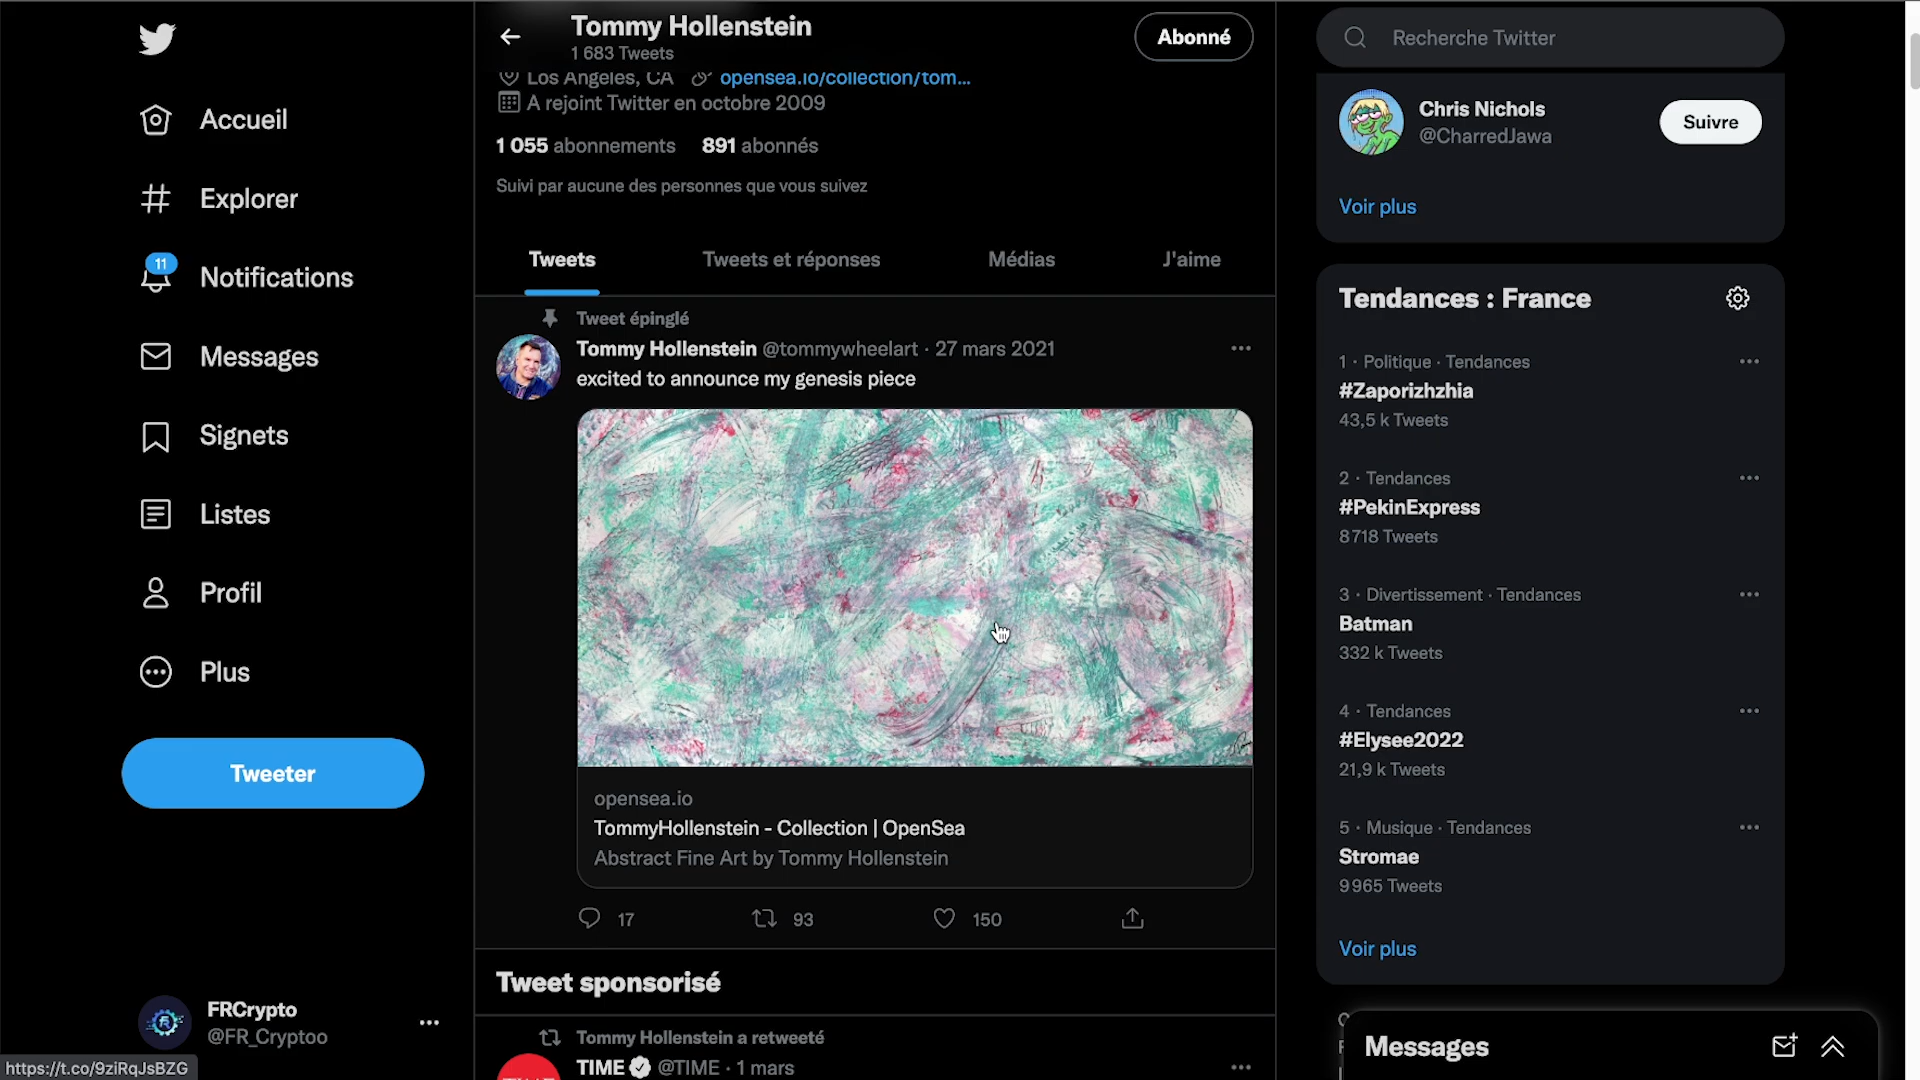 Accueil
Explorer
11
Notifications
Messages
Signets
Listes
Profil
Plus
Tweeter
FRCrypto
@FR_Cryptoo
https://t.co/9ziRqJsBZG
Tommy Hollenstein
1 683 Tweets
Abonné
Los Angeles, CA opensea.io/collection/tom...
A rejoint Twitter en octobre 2009
1 055 abonnements 891 abonnés
Suivi par aucune des personnes que vous suivez
Tweets Tweets et réponses Médias J'aime
Tweet épinglé
Tommy Hollenstein @tommywheelart · 27 mars 2021
excited to announce my genesis piece
opensea.io
TommyHollenstein - Collection | OpenSea
Abstract Fine Art by Tommy Hollenstein
17 93 150
Tweet sponsorisé
Tommy Hollenstein a retweeté
TIME @TIME · 1 mars
Recherche Twitter
Chris Nichols
@CharredJawa
Suivre
Voir plus
Tendances : France
1 · Politique · Tendances
#Zaporizhzhia
43,5 k Tweets
2 · Tendances
#PekinExpress
8 718 Tweets
3 · Divertissement · Tendances
Batman
332 k Tweets
4 · Tendances
#Elysee2022
21,9 k Tweets
5 · Musique · Tendances
Stromae
9 965 Tweets
Voir plus
Messages